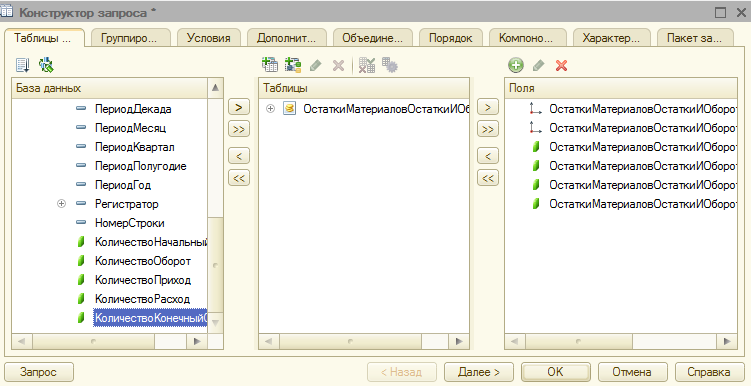 Конструктор запроса *
Таблицы ... Группиро... Условия Дополнит... Объедине... Порядок Компоно... Характер... Пакет за...
База данных
ПериодДекада
ПериодМесяц
ПериодКвартал
ПериодПолугодие
ПериодГод
Регистратор
НомерСтроки
КоличествоНачальный
КоличествоОборот
КоличествоПриход
КоличествоРасход
КоличествоКонечныйО
> >> < <<
Таблицы
ОстаткиМатериаловОстаткиИОб
> >> < <<
Поля
ОстаткиМатериаловОстаткиИОборот
ОстаткиМатериаловОстаткиИОборот
ОстаткиМатериаловОстаткиИОборот
ОстаткиМатериаловОстаткиИОборот
ОстаткиМатериаловОстаткиИОборот
ОстаткиМатериаловОстаткиИОборот
Запрос < Назад Далее > OK Отмена Справка